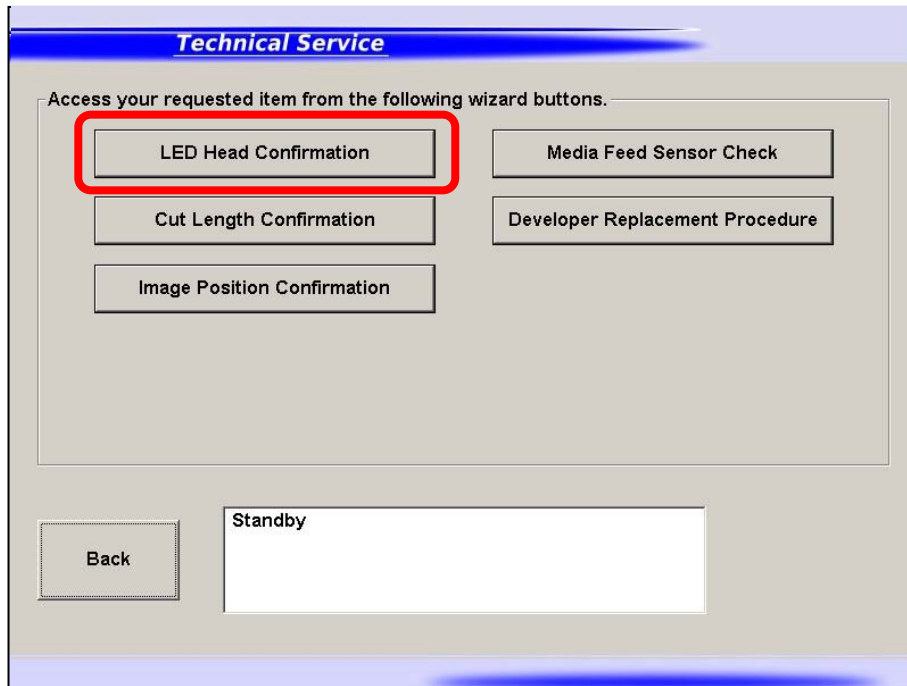 Technical Service
Access your requested item from the following wizard buttons.
LED Head Confirmation
Media Feed Sensor Check
Cut Length Confirmation
Developer Replacement Procedure
Image Position Confirmation
Standby
Back